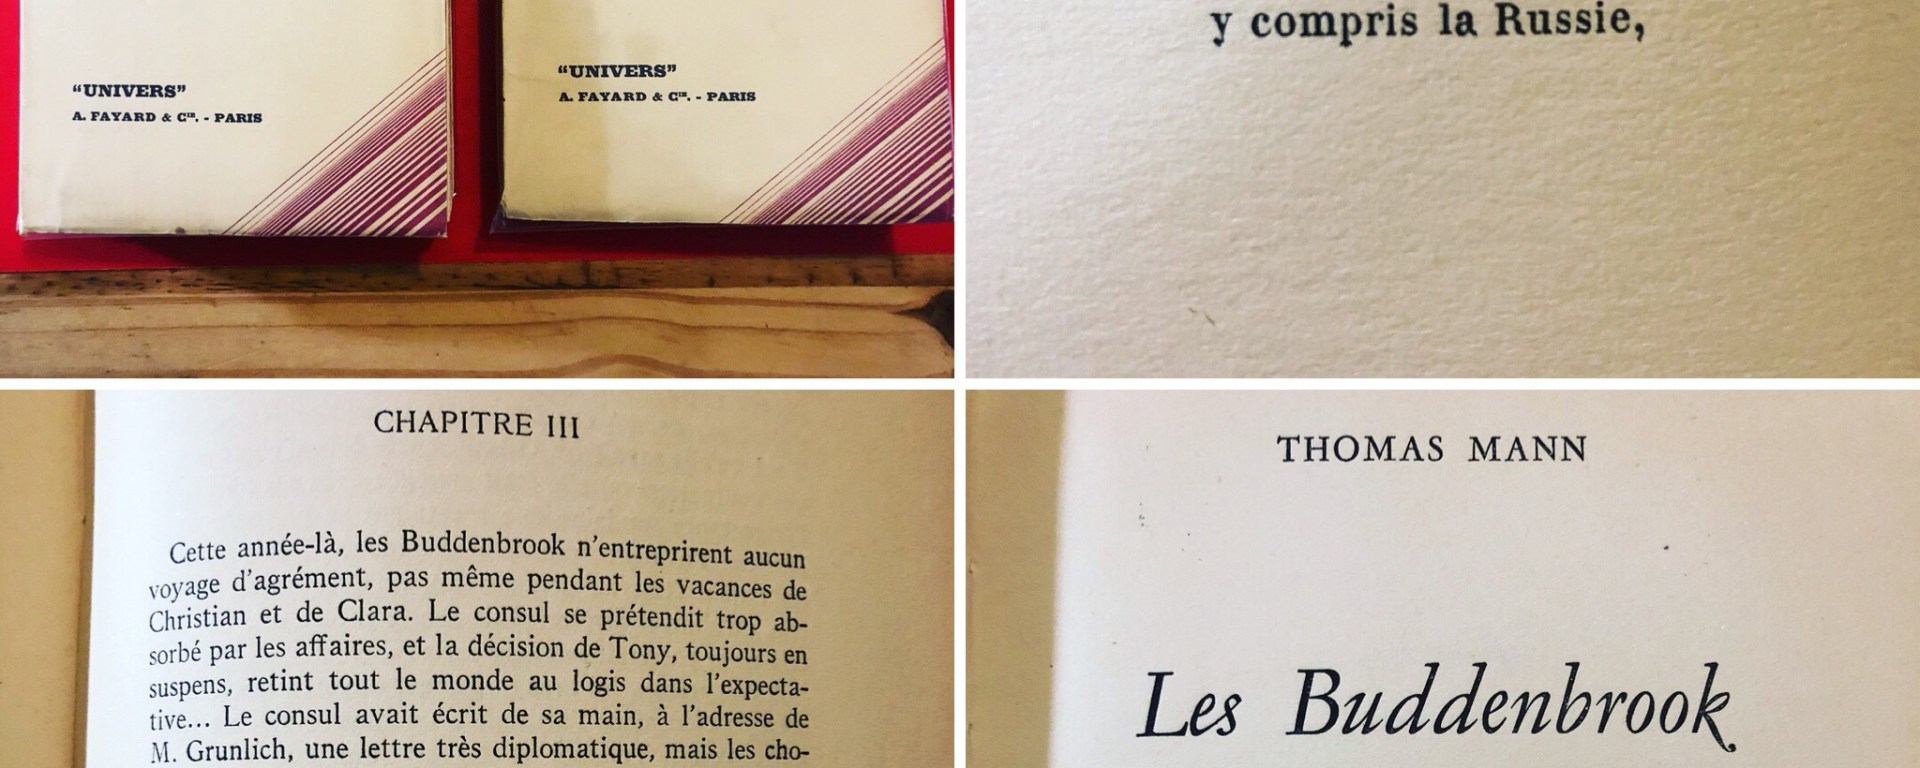 “UNIVERS”
A. FAYARD & Cie. - PARIS
“UNIVERS”
A. FAYARD & Cie. - PARIS
y compris la Russie,
CHAPITRE III
Cette année-là, les Buddenbrook n’entreprirent aucun
voyage d’agrément, pas même pendant les vacances de
Christian et de Clara. Le consul se prétendit trop ab-
sorbé par les affaires, et la décision de Tony, toujours en
suspens, retint tout le monde au logis dans l’expecta-
tive... Le consul avait écrit de sa main, à l’adresse de
M. Grunlich, une lettre très diplomatique, mais les cho-
THOMAS MANN
Les Buddenbrook